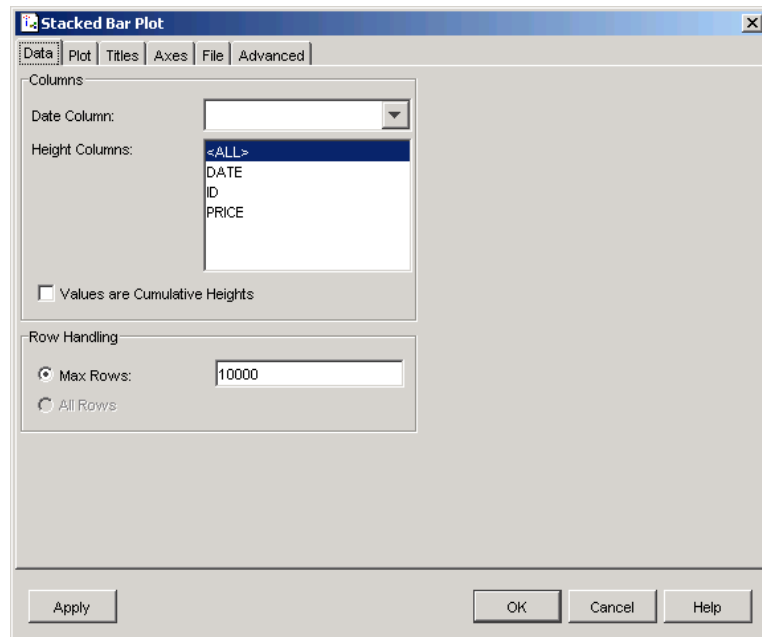 Stacked Bar Plot
Data Plot Titles Axes File Advanced
Columns
Date Column:
Height Columns:
<ALL>
DATE
ID
PRICE
Values are Cumulative Heights
Row Handling
Max Rows: 10000
All Rows
Apply OK Cancel Help